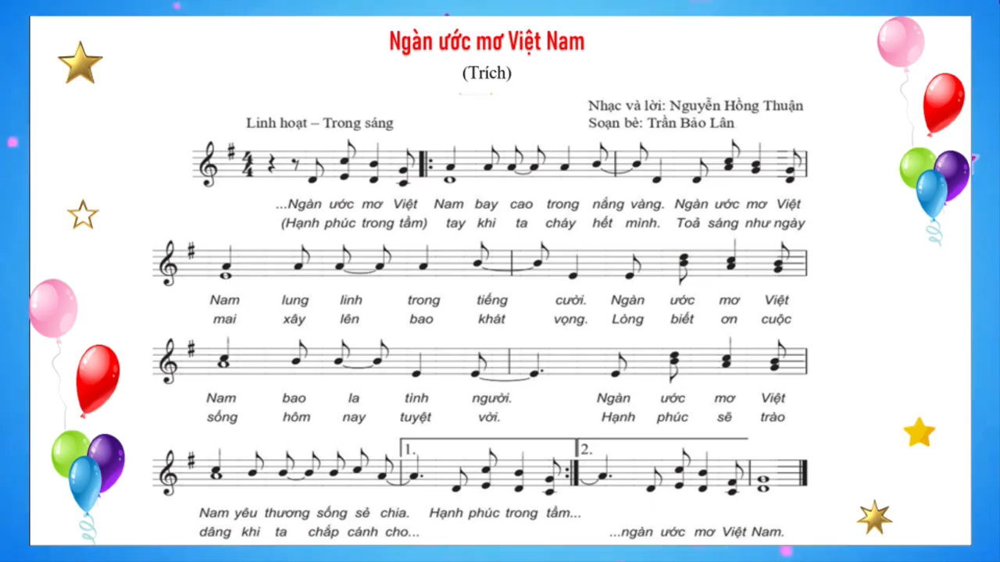 Ngàn ước mơ Việt Nam
(Trích)
Nhạc và lời: Nguyễn Hồng Thuận
Linh hoạt – Trong sáng
Soạn bè: Trần Bảo Lân
4
4
...Ngàn ước mơ Việt Nam bay cao trong nắng vàng. Ngàn ước mơ Việt
(Hạnh phúc trong tầm) tay khi ta cháy hết mình. Toả sáng như ngày
Nam lung linh trong tiếng cười. Ngàn ước mơ Việt
mai xây lên bao khát vọng. Lòng biết ơn cuộc
Nam bao la tình người. Ngàn ước mơ Việt
sống hôm nay tuyệt vời. Hạnh phúc sẽ trào
1.
2.
Nam yêu thương sống sẻ chia. Hạnh phúc trong tầm...
dâng khi ta chắp cánh cho... ...ngàn ước mơ Việt Nam.